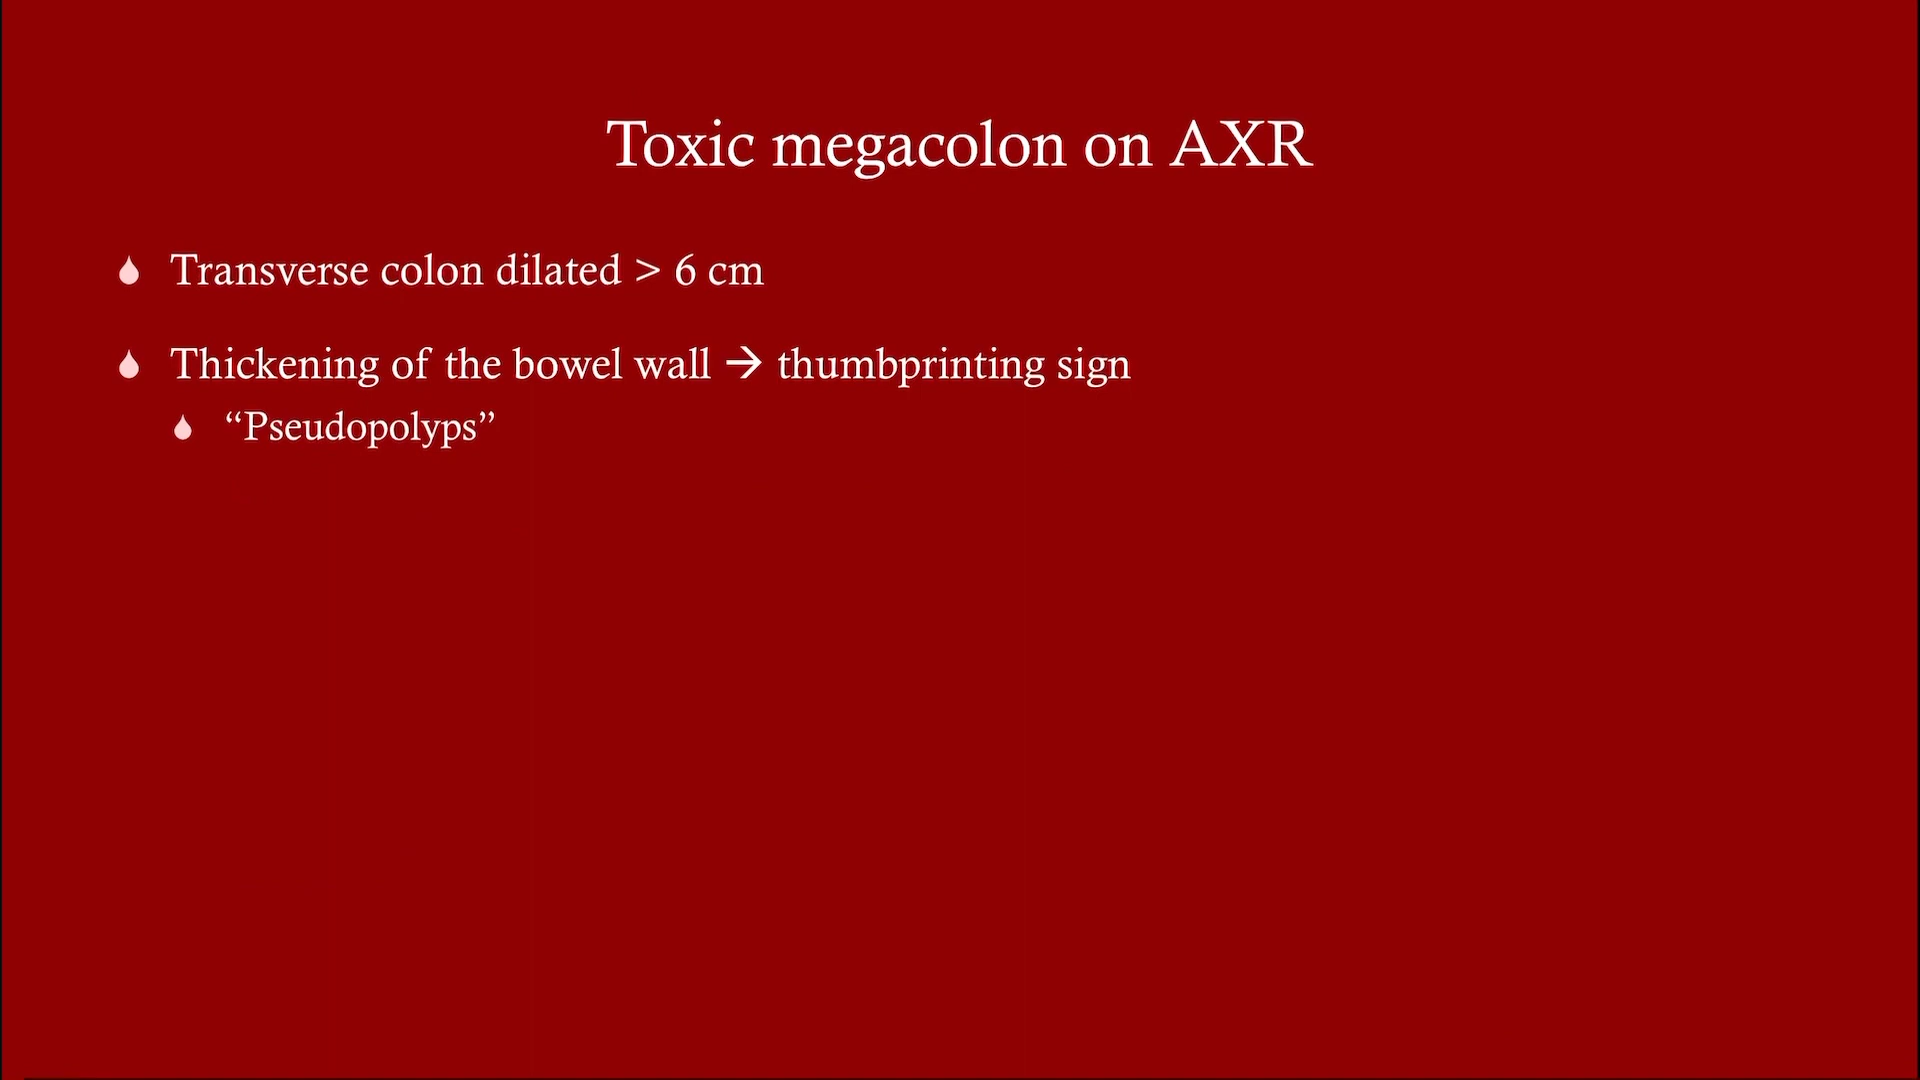 Toxic megacolon on AXR
Transverse colon dilated > 6 cm
Thickening of the bowel wall → thumbprinting sign
“Pseudopolyps”